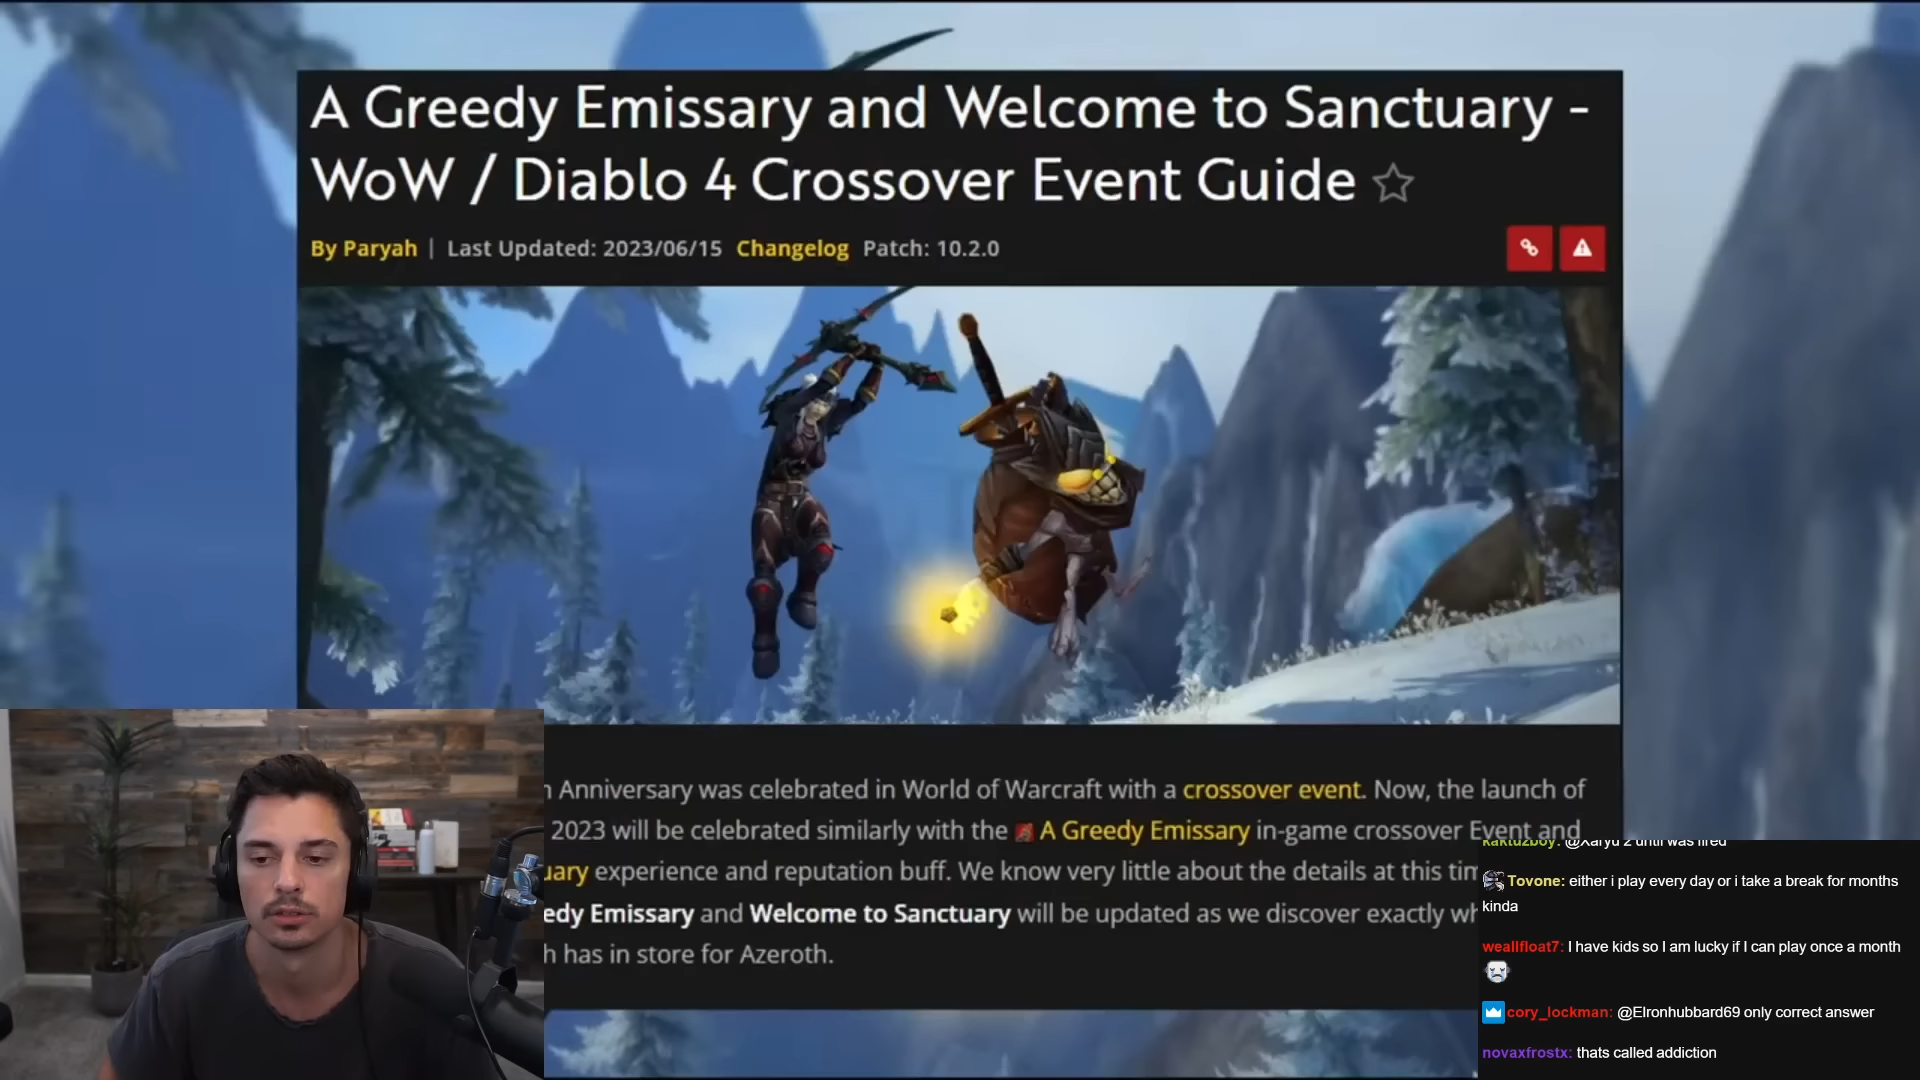 A Greedy Emissary and Welcome to Sanctuary -
WoW / Diablo 4 Crossover Event Guide
By Paryah | Last Updated: 2023/06/15 Changelog Patch: 10.2.0
Anniversary was celebrated in World of Warcraft with a crossover event. Now, the launch of
2023 will be celebrated similarly with the A Greedy Emissary in-game crossover Event and
uary experience and reputation buff. We know very little about the details at this tim
edy Emissary and Welcome to Sanctuary will be updated as we discover exactly wh
h has in store for Azeroth.
kaktuzboy: @Xaryu 2 until was fired
Tovone: either i play every day or i take a break for months
kinda
weallfloat7: I have kids so I am lucky if I can play once a month
cory_lockman: @Elronhubbard69 only correct answer
novaxfrostx: thats called addiction